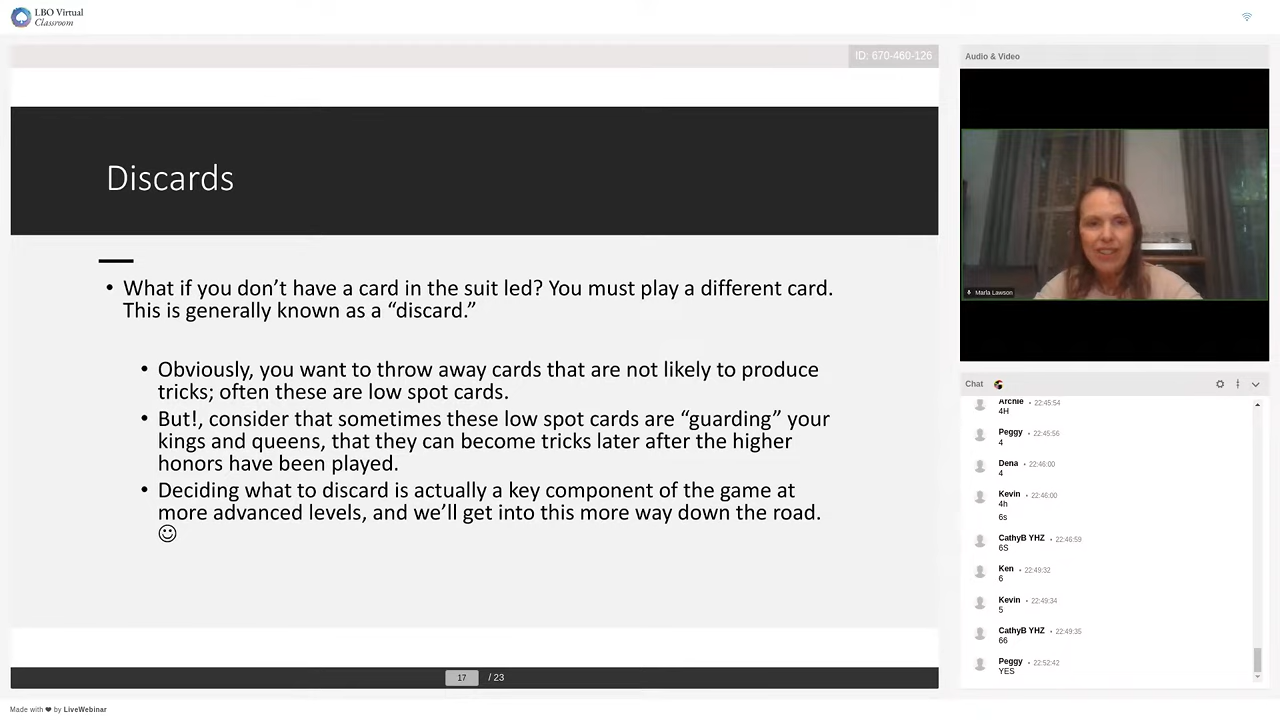 LBO Virtual
Classroom
ID: 670-460-126
Discards
• What if you don’t have a card in the suit led? You must play a different card.
This is generally known as a “discard.”
• Obviously, you want to throw away cards that are not likely to produce
tricks; often these are low spot cards.
• But!, consider that sometimes these low spot cards are “guarding” your
kings and queens, that they can become tricks later after the higher
honors have been played.
• Deciding what to discard is actually a key component of the game at
more advanced levels, and we’ll get into this more way down the road.
☺
17 / 23
Made with ❤ by LiveWebinar
Audio & Video
Marla Lawson
Chat
Archie • 22:45:54
4H
Peggy • 22:45:56
4
Dena • 22:46:00
4
Kevin • 22:46:00
4h
6s
CathyB YHZ • 22:46:59
6S
Ken • 22:49:32
6
Kevin • 22:49:34
5
CathyB YHZ • 22:49:35
66
Peggy • 22:52:42
YES